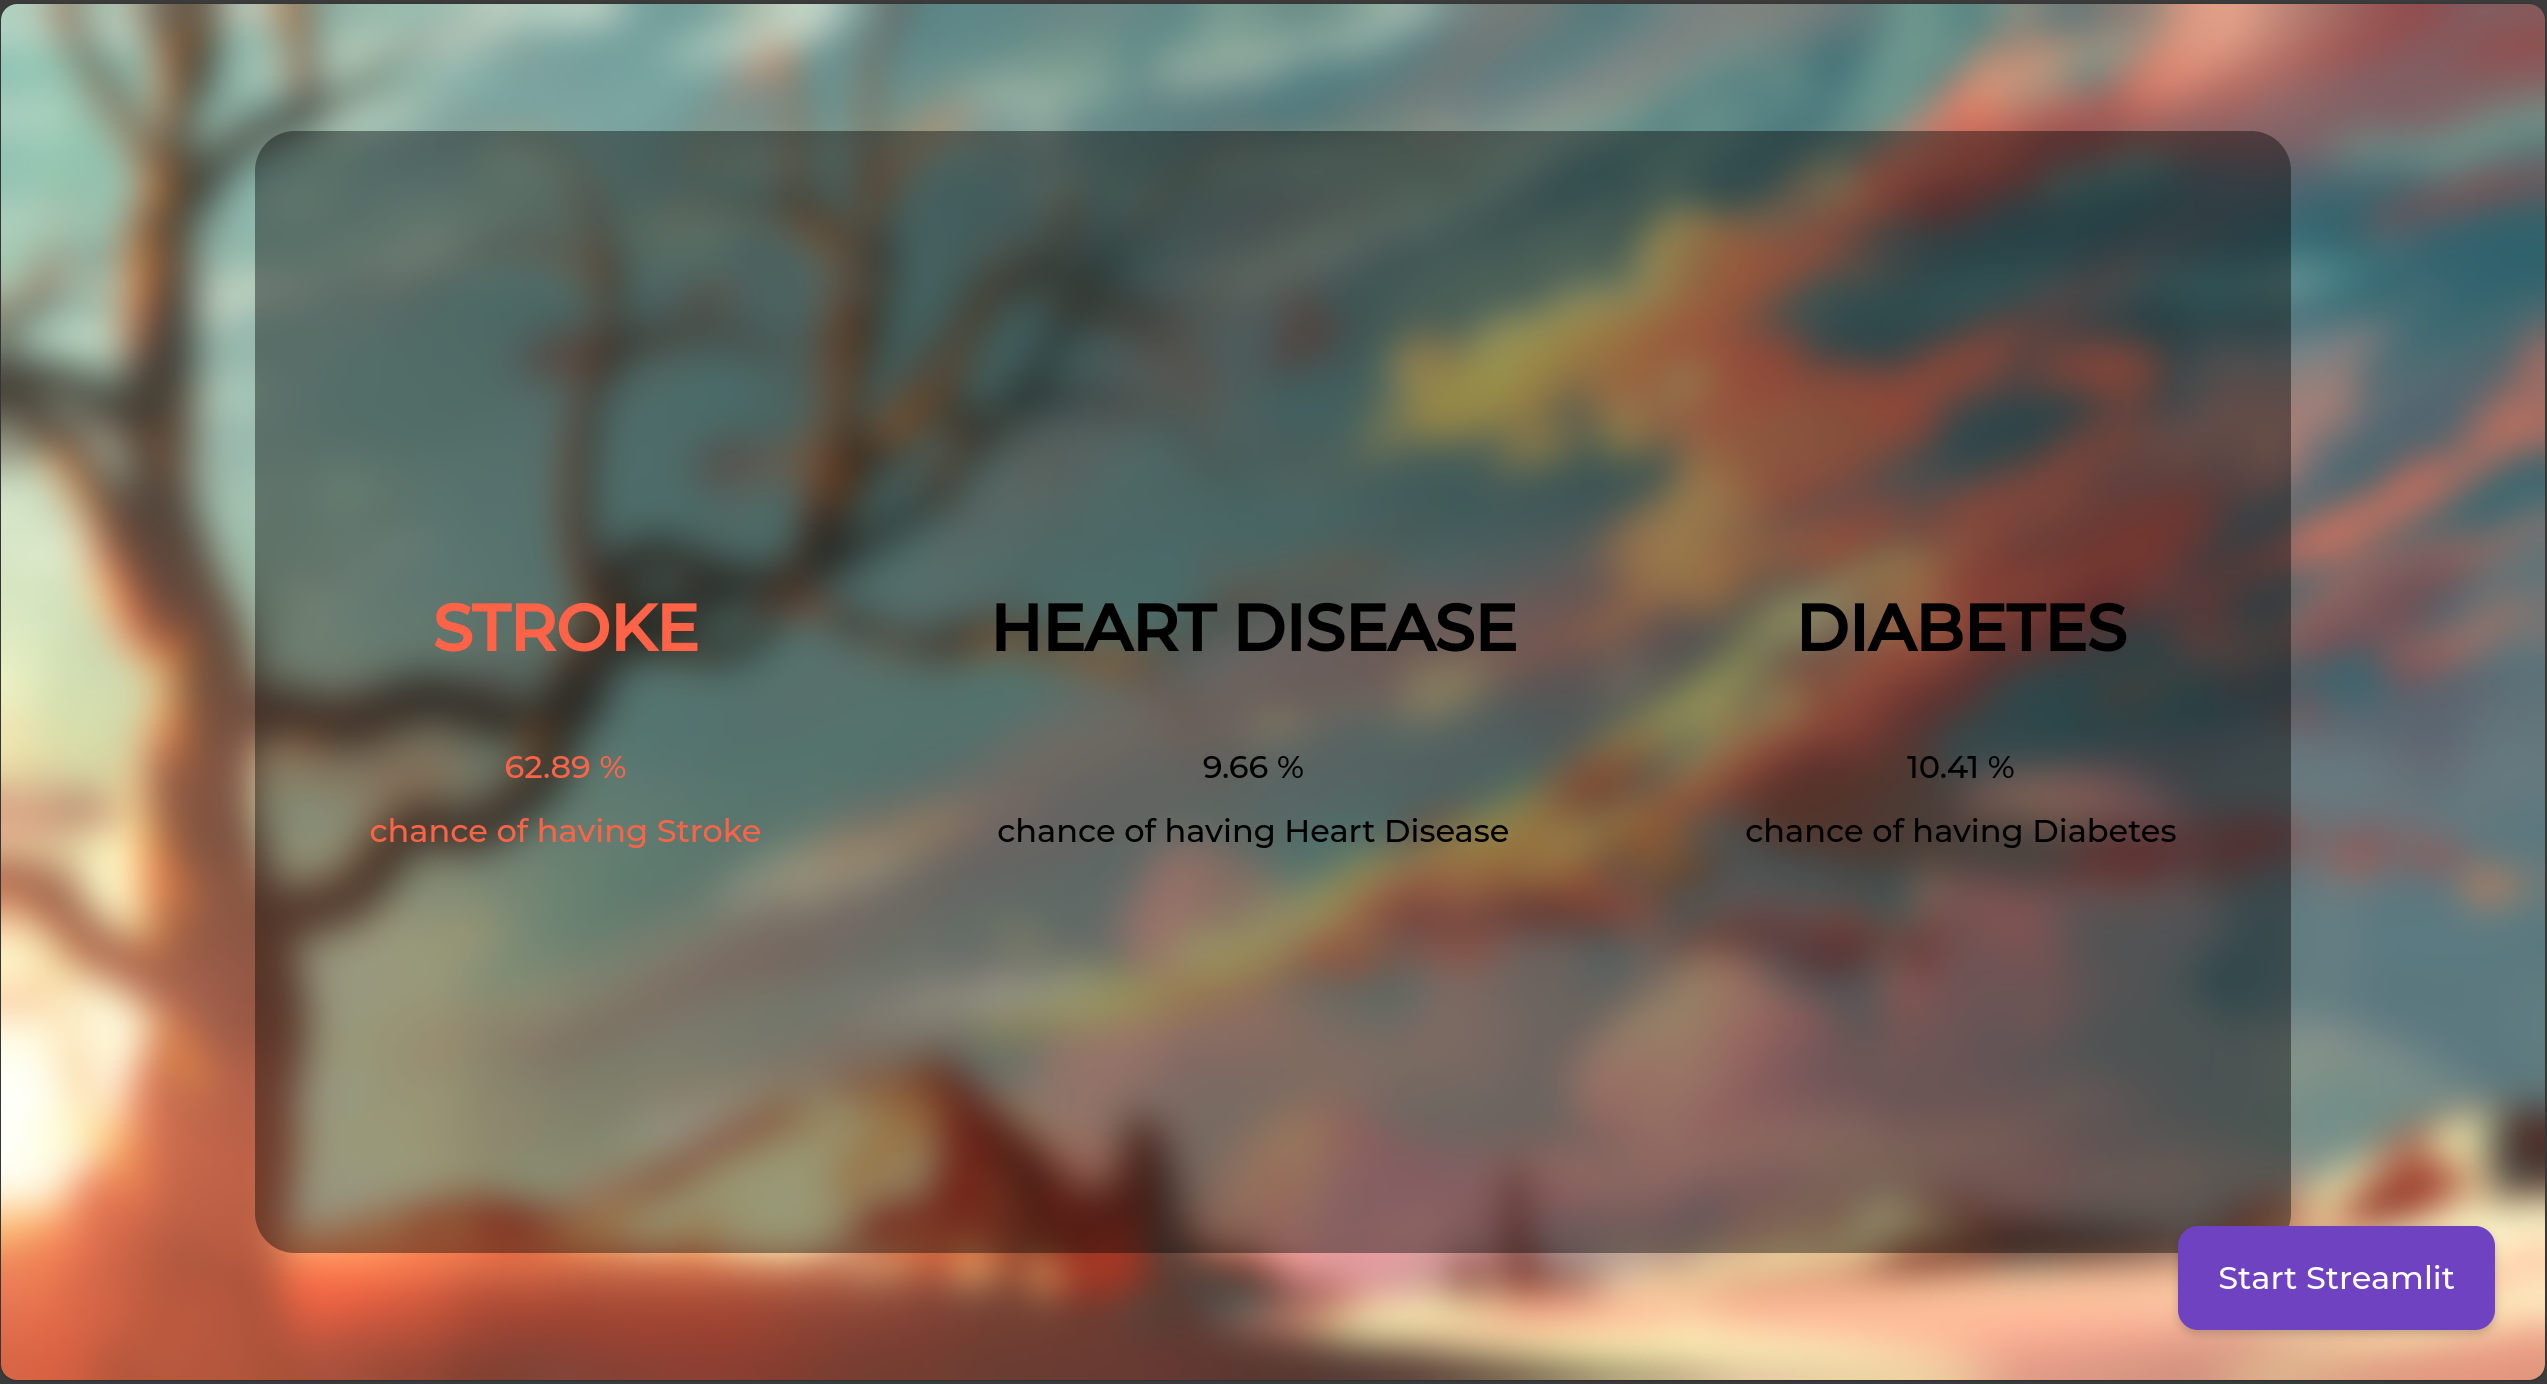 STROKE
62.89 %
chance of having Stroke
HEART DISEASE
9.66 %
chance of having Heart Disease
DIABETES
10.41 %
chance of having Diabetes
Start Streamlit